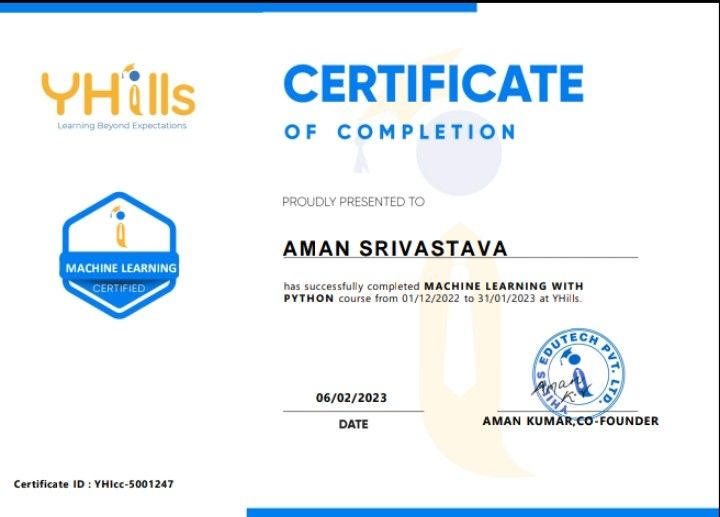 YHills
Learning Beyond Expectations
CERTIFICATE
OF COMPLETION
PROUDLY PRESENTED TO
AMAN SRIVASTAVA
MACHINE LEARNING
CERTIFIED
has successfully completed MACHINE LEARNING WITH
PYTHON course from 01/12/2022 to 31/01/2023 at YHills.
YHILLS EDUTECH PVT. LTD.
Aman K.
06/02/2023
DATE
AMAN KUMAR,CO-FOUNDER
Certificate ID : YHIcc-5001247